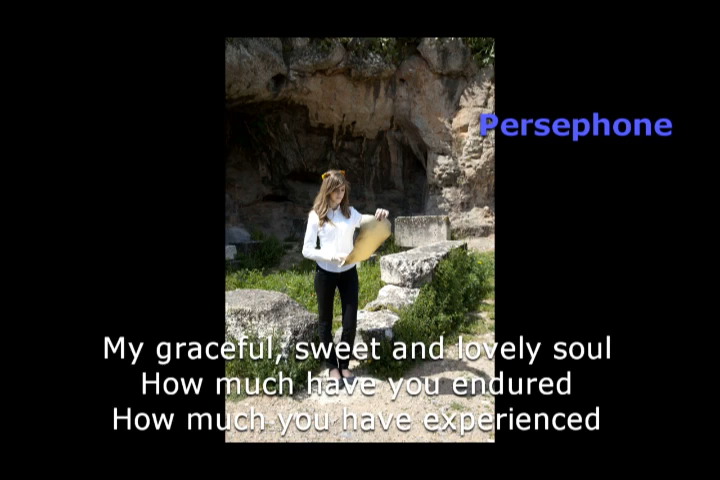 Persephone
My graceful, sweet and lovely soul
How much have you endured
How much you have experienced